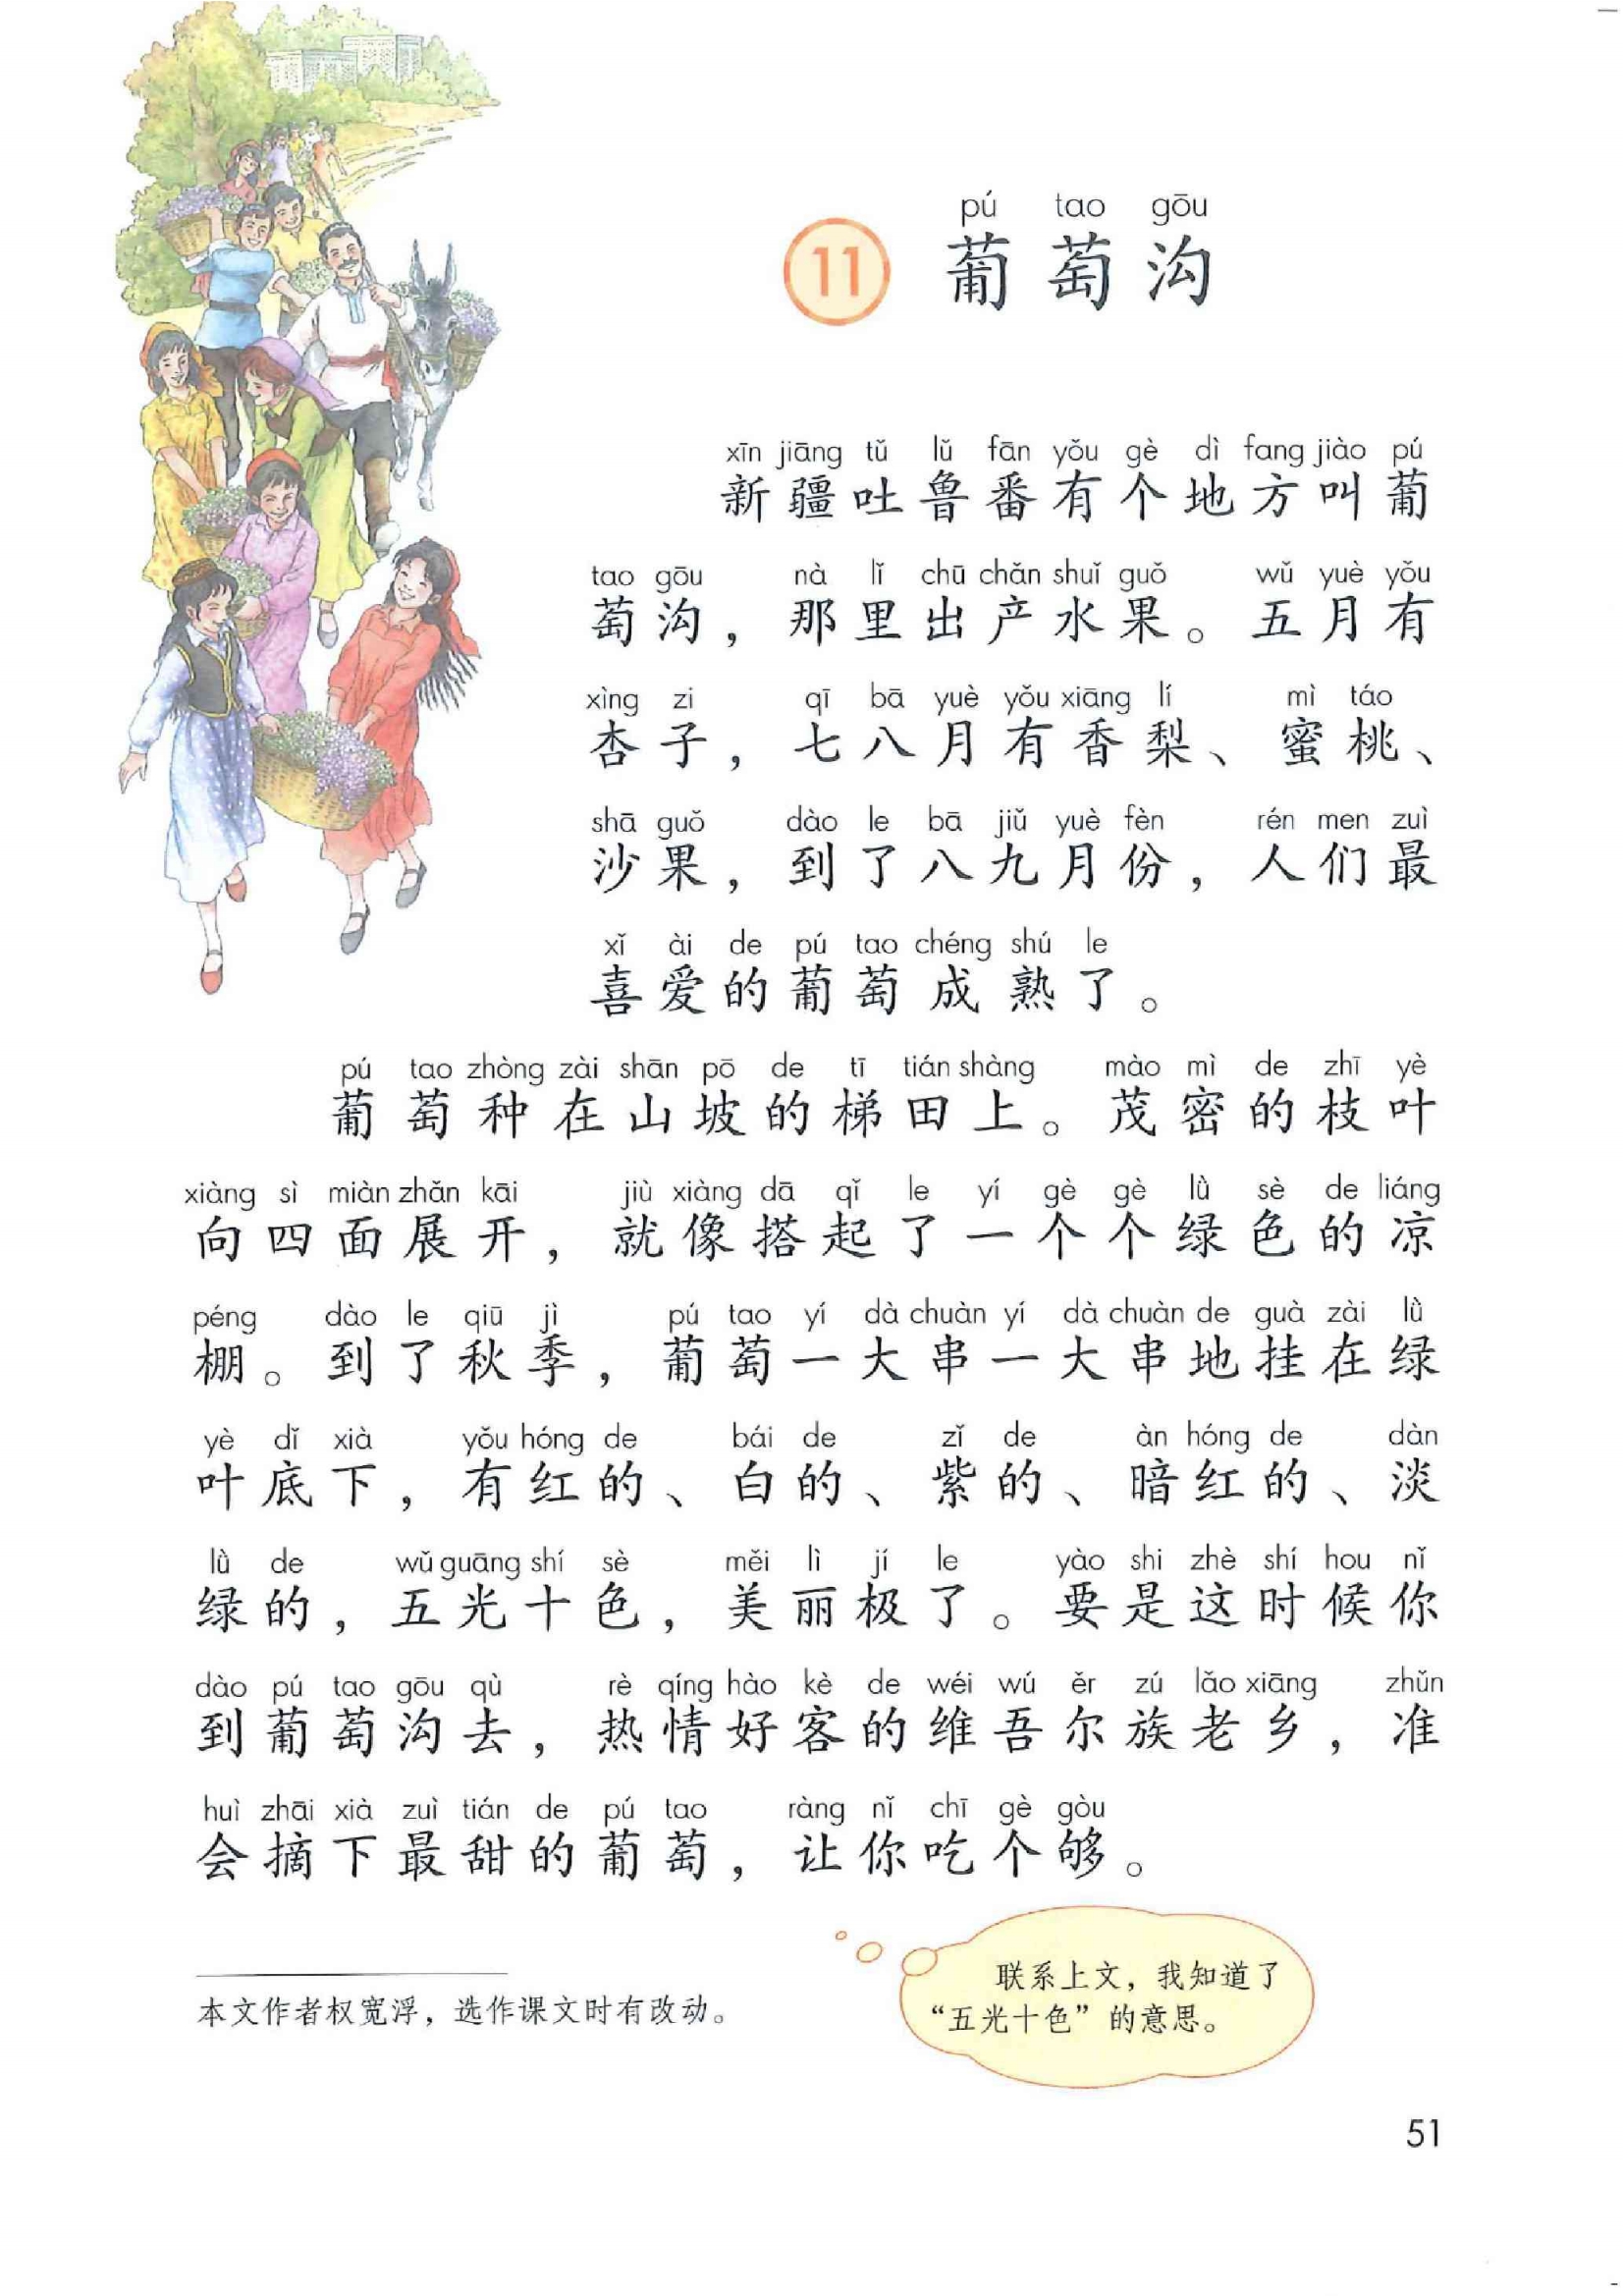 pú tao gōu
11 葡萄沟
xīn jiāng tǔ lǔ fān yǒu gè dì fang jiào pú
新疆吐鲁番有个地方叫葡
tao gōu nà lǐ chū chǎn shuǐ guǒ wǔ yuè yǒu
萄沟，那里出产水果。五月有
xìng zi qī bā yuè yǒu xiāng lí mì táo
杏子，七八月有香梨、蜜桃、
shā guǒ dào le bā jiǔ yuè fèn rén men zuì
沙果，到了八九月份，人们最
xǐ ài de pú tao chéng shú le
喜爱的葡萄成熟了。
pú tao zhòng zài shān pō de tī tián shàng mào mì de zhī yè
葡萄种在山坡的梯田上。茂密的枝叶
xiàng sì miàn zhǎn kāi jiù xiàng dā qǐ le yí gè gè lǜ sè de liáng
向四面展开，就像搭起了一个个绿色的凉
péng dào le qiū jì pú tao yí dà chuàn yí dà chuàn de guà zài lǜ
棚。到了秋季，葡萄一大串一大串地挂在绿
yè dǐ xià yǒu hóng de bái de zǐ de àn hóng de dàn
叶底下，有红的、白的、紫的、暗红的、淡
lǜ de wǔ guāng shí sè měi lì jí le yào shi zhè shí hou nǐ
绿的，五光十色，美丽极了。要是这时候你
dào pú tao gōu qù rè qíng hào kè de wéi wú ěr zú lǎo xiāng zhǔn
到葡萄沟去，热情好客的维吾尔族老乡，准
huì zhāi xià zuì tián de pú tao ràng nǐ chī gè gòu
会摘下最甜的葡萄，让你吃个够。
联系上文，我知道了
“五光十色”的意思。
本文作者权宽浮，选作课文时有改动。
51